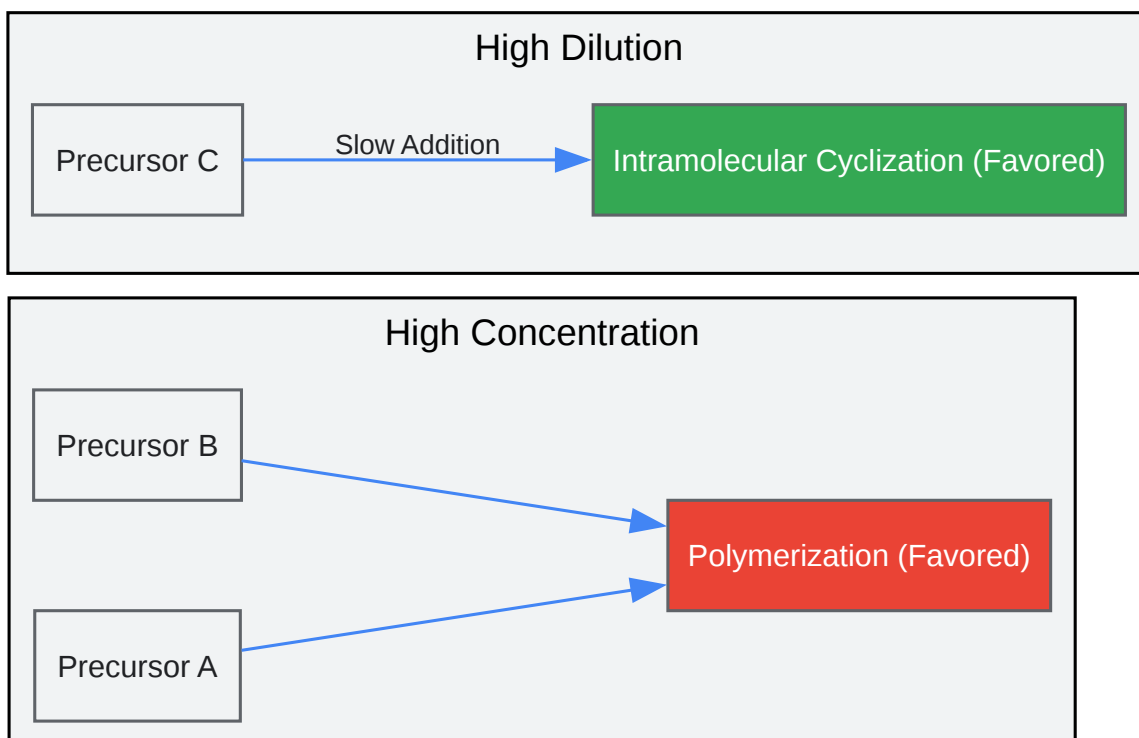 High Dilution
Precursor C
Slow Addition
Intramolecular Cyclization (Favored)
High Concentration
Precursor B
Polymerization (Favored)
Precursor A